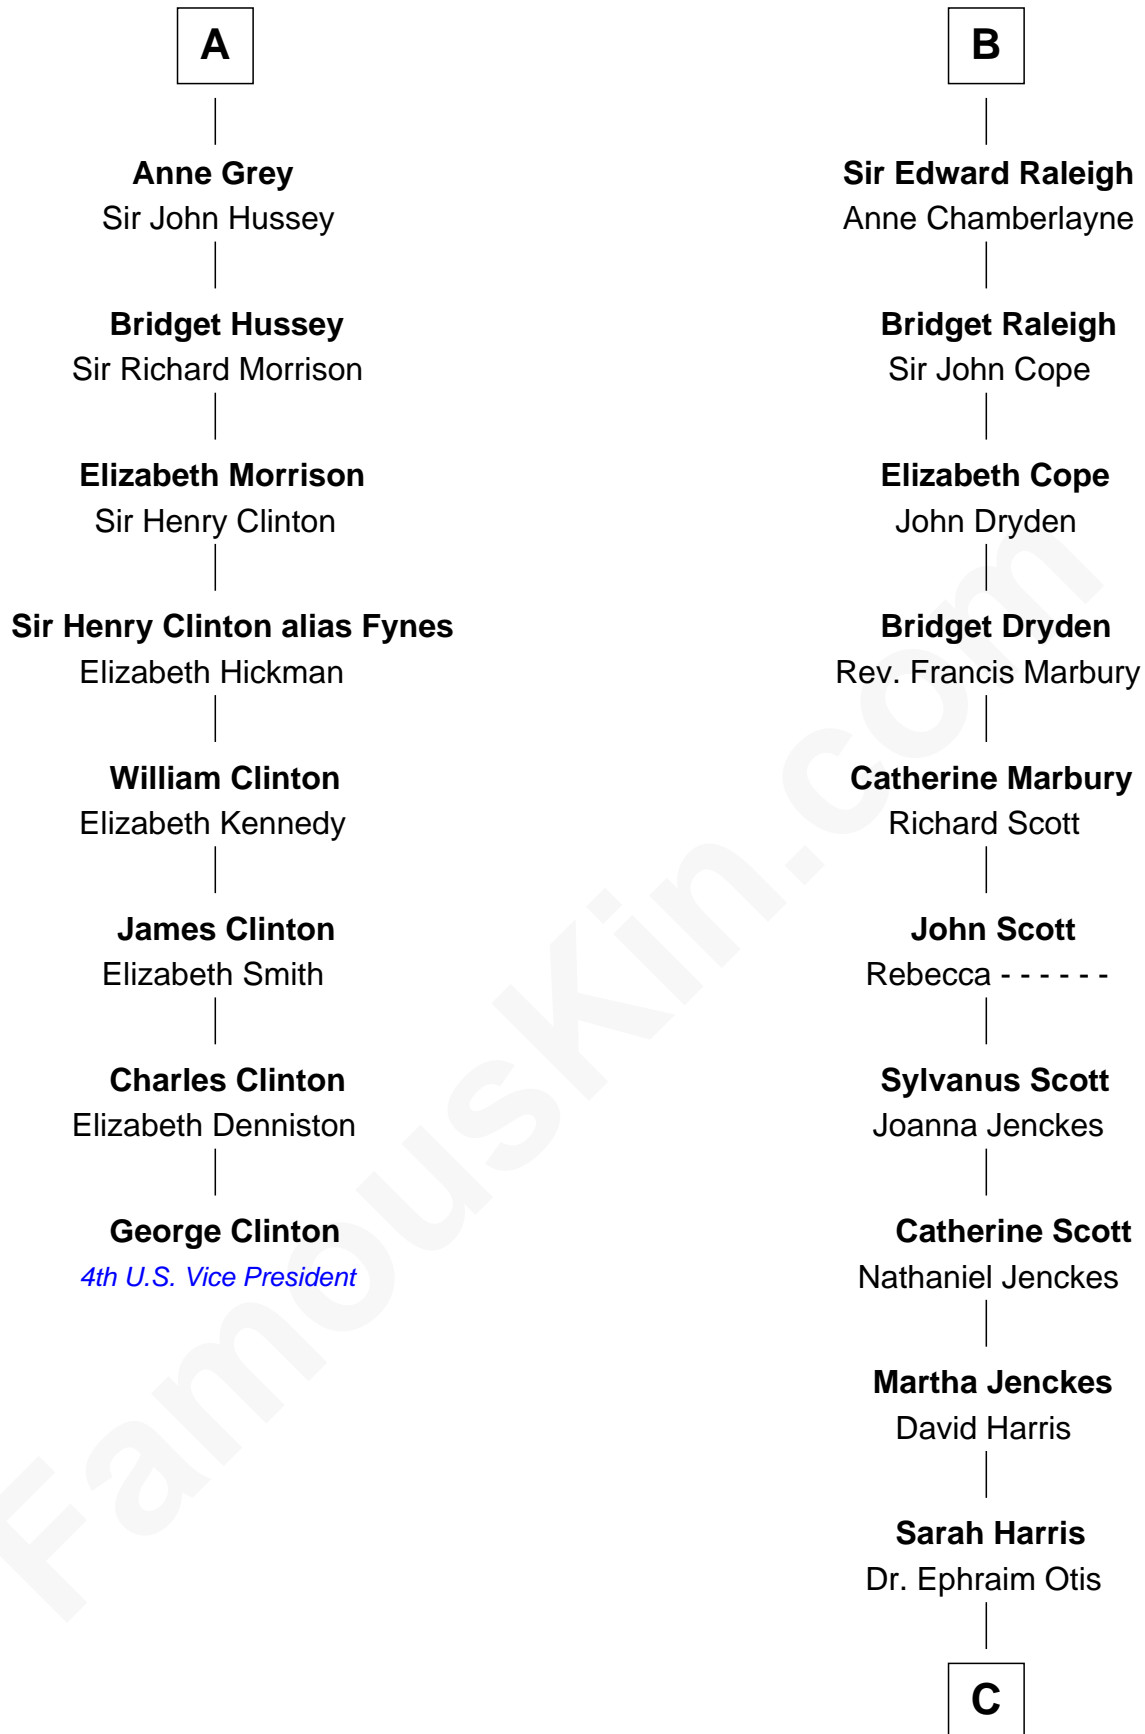 A
Anne Grey
Sir John Hussey
Bridget Hussey
Sir Richard Morrison
Elizabeth Morrison
Sir Henry Clinton
Sir Henry Clinton alias Fynes
Elizabeth Hickman
William Clinton
Elizabeth Kennedy
James Clinton
Elizabeth Smith
Charles Clinton
Elizabeth Denniston
George Clinton
4th U.S. Vice President
B
Sir Edward Raleigh
Anne Chamberlayne
Bridget Raleigh
Sir John Cope
Elizabeth Cope
John Dryden
Bridget Dryden
Rev. Francis Marbury
Catherine Marbury
Richard Scott
John Scott
Rebecca - - - - - -
Sylvanus Scott
Joanna Jenckes
Catherine Scott
Nathaniel Jenckes
Martha Jenckes
David Harris
Sarah Harris
Dr. Ephraim Otis
C
FamousKin.com